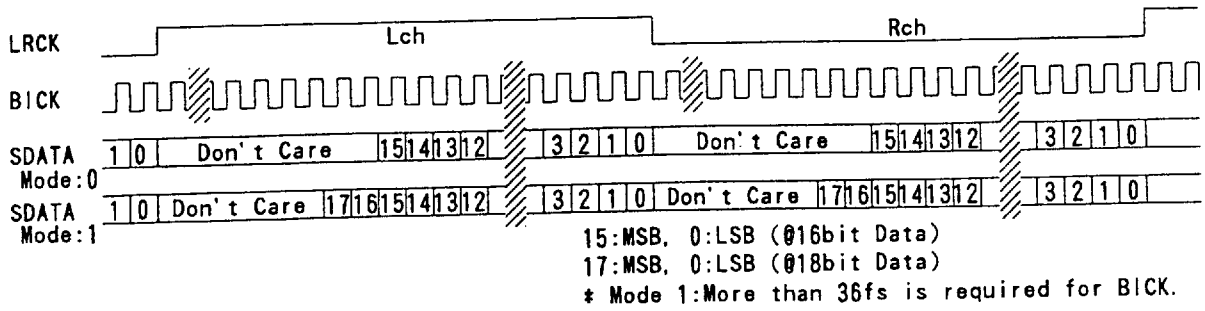 LRCK Lch Rch
BICK
SDATA 1 0 Don't Care 15 14 13 12 3 2 1 0 Don't Care 15 14 13 12 3 2 1 0
Mode:0
SDATA 1 0 Don't Care 17 16 15 14 13 12 3 2 1 0 Don't Care 17 16 15 14 13 12 3 2 1 0
Mode:1
15:MSB, 0:LSB (@16bit Data)
17:MSB, 0:LSB (@18bit Data)
* Mode 1:More than 36fs is required for BICK.